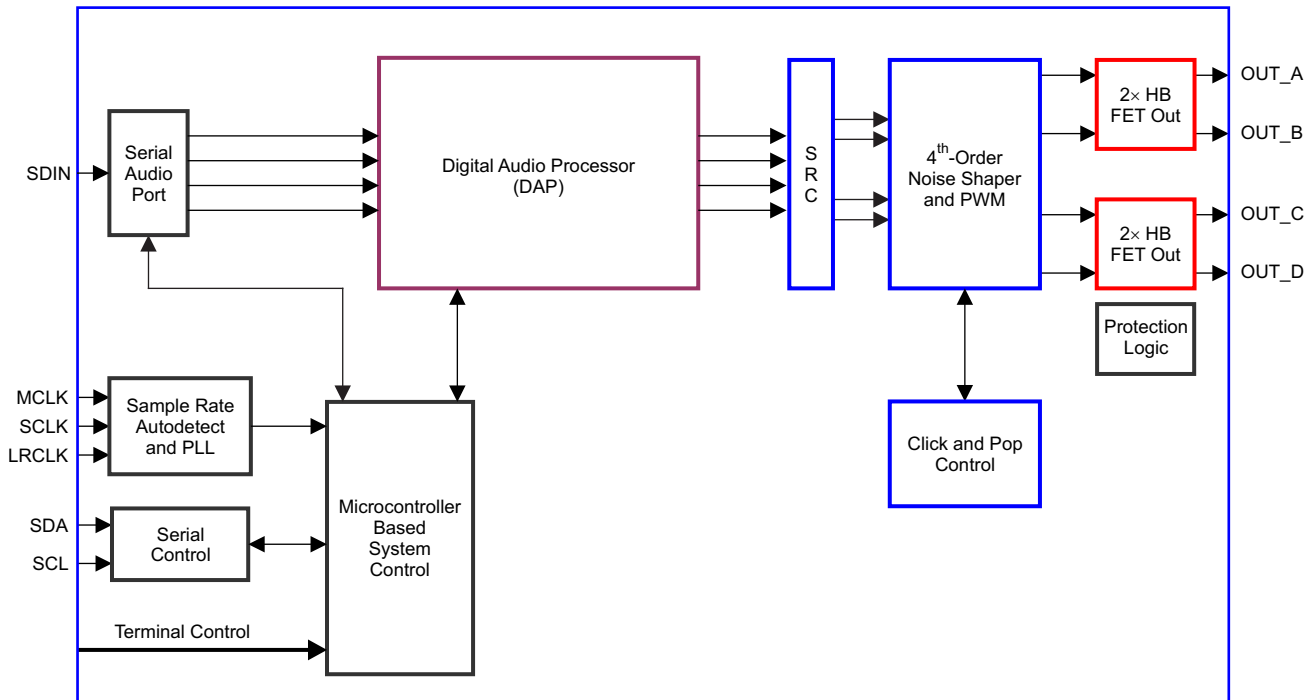 SDIN
Serial
Audio
Port
Digital Audio Processor
(DAP)
S
R
C
4th-Order
Noise Shaper
and PWM
2× HB
FET Out
OUT_A
OUT_B
2× HB
FET Out
OUT_C
OUT_D
Protection
Logic
MCLK
SCLK
LRCLK
Sample Rate
Autodetect
and PLL
SDA
SCL
Serial
Control
Microcontroller
Based
System
Control
Click and Pop
Control
Terminal Control